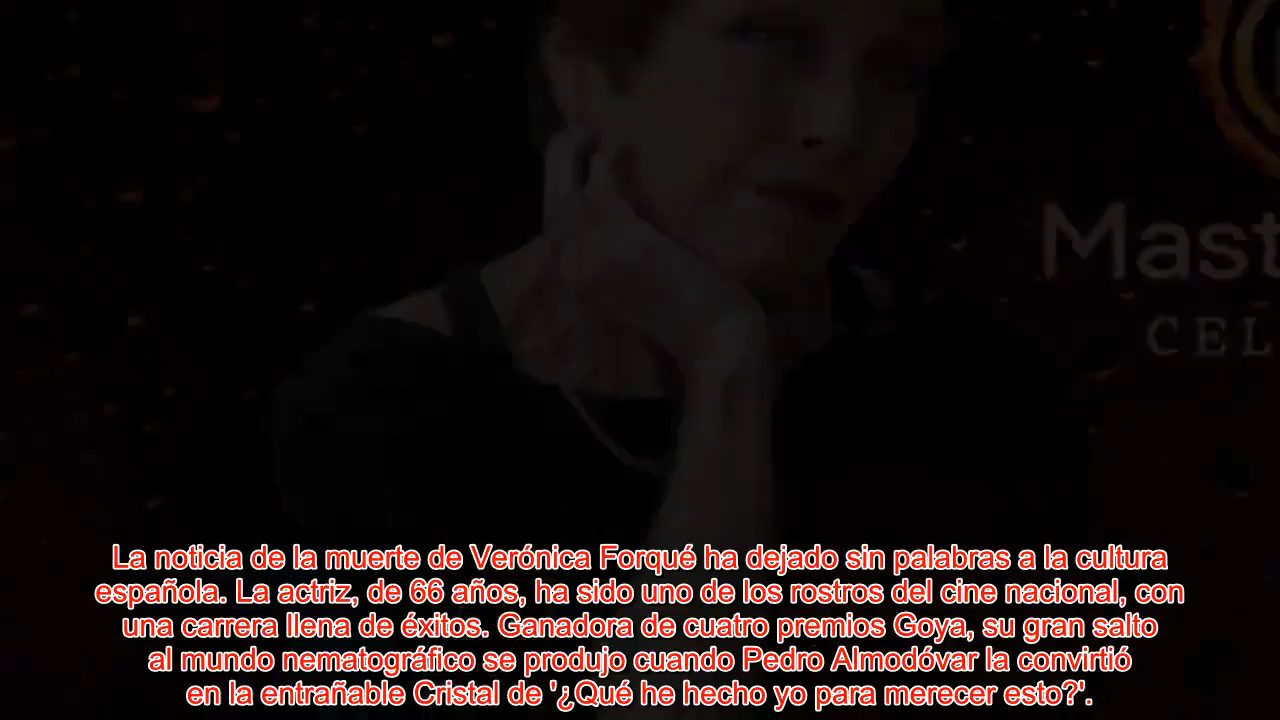 Mast
CEL
La noticia de la muerte de Verónica Forqué ha dejado sin palabras a la cultura
española. La actriz, de 66 años, ha sido uno de los rostros del cine nacional, con
una carrera llena de éxitos. Ganadora de cuatro premios Goya, su gran salto
al mundo nematográfico se produjo cuando Pedro Almodóvar la convirtió
en la entrañable Cristal de '¿Qué he hecho yo para merecer esto?'.